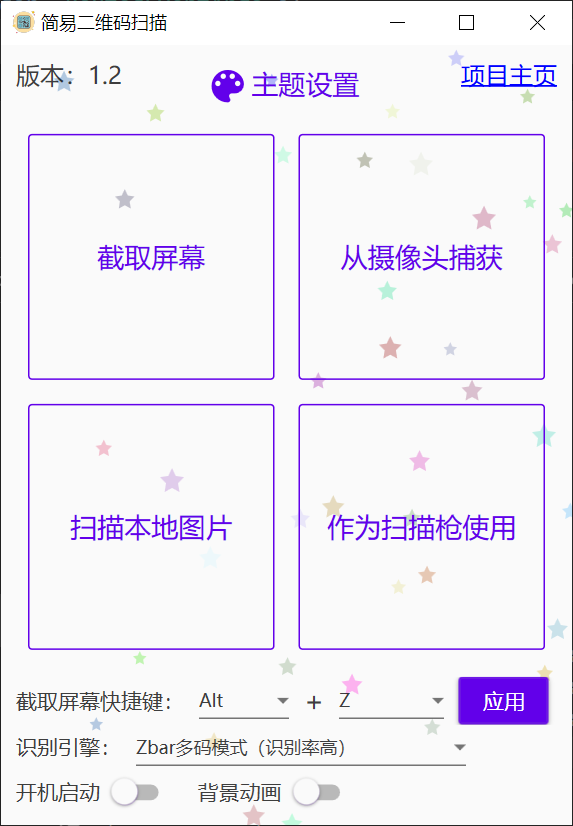 简易二维码扫描
版本：1.2
主题设置
项目主页
截取屏幕
从摄像头捕获
扫描本地图片
作为扫描枪使用
截取屏幕快捷键： Alt + Z 应用
识别引擎： Zbar多码模式（识别率高）
开机启动 背景动画